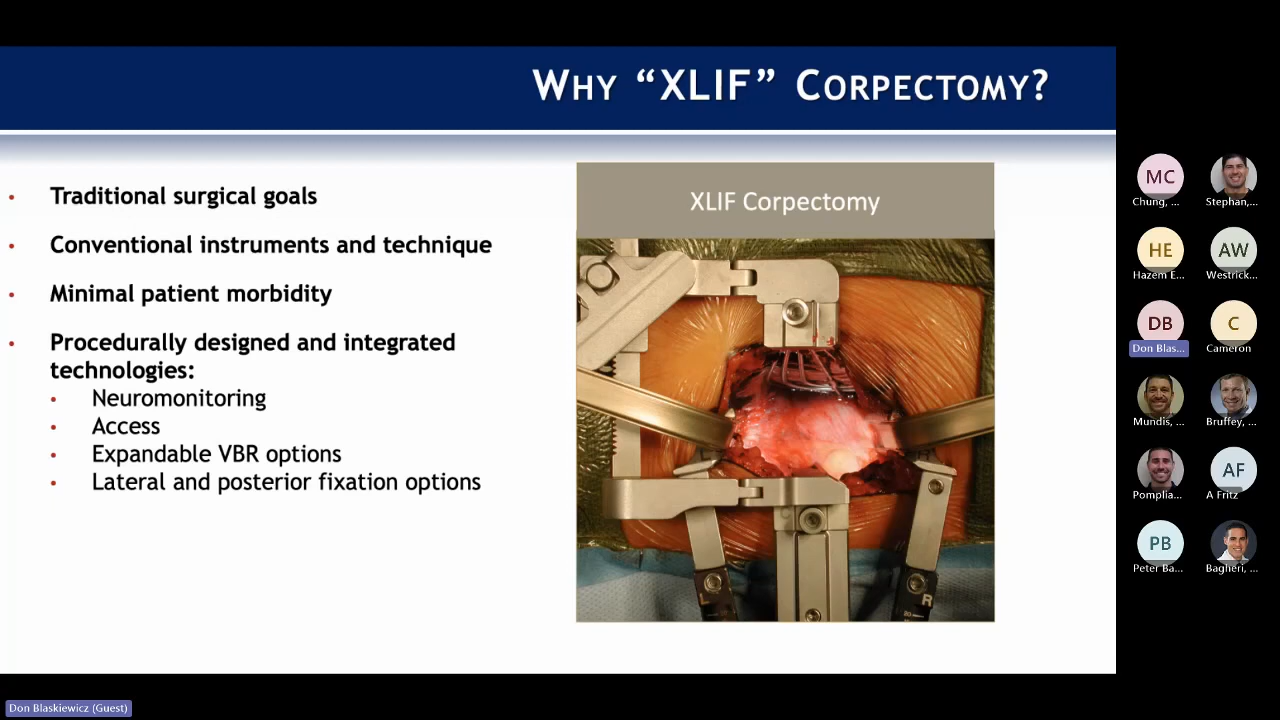 WHY “XLIF” CORPECTOMY?
• Traditional surgical goals
• Conventional instruments and technique
• Minimal patient morbidity
• Procedurally designed and integrated
technologies:
• Neuromonitoring
• Access
• Expandable VBR options
• Lateral and posterior fixation options
XLIF Corpectomy
L
R
MC
Chung, ...
Stephan,...
HE
Hazem E...
AW
Westrick...
DB
Don Blas...
C
Cameron
Mundis, ...
Bruffey, ...
Pomplia...
AF
A Fritz
PB
Peter Ba...
Bagheri, ...
Don Blaskiewicz (Guest)